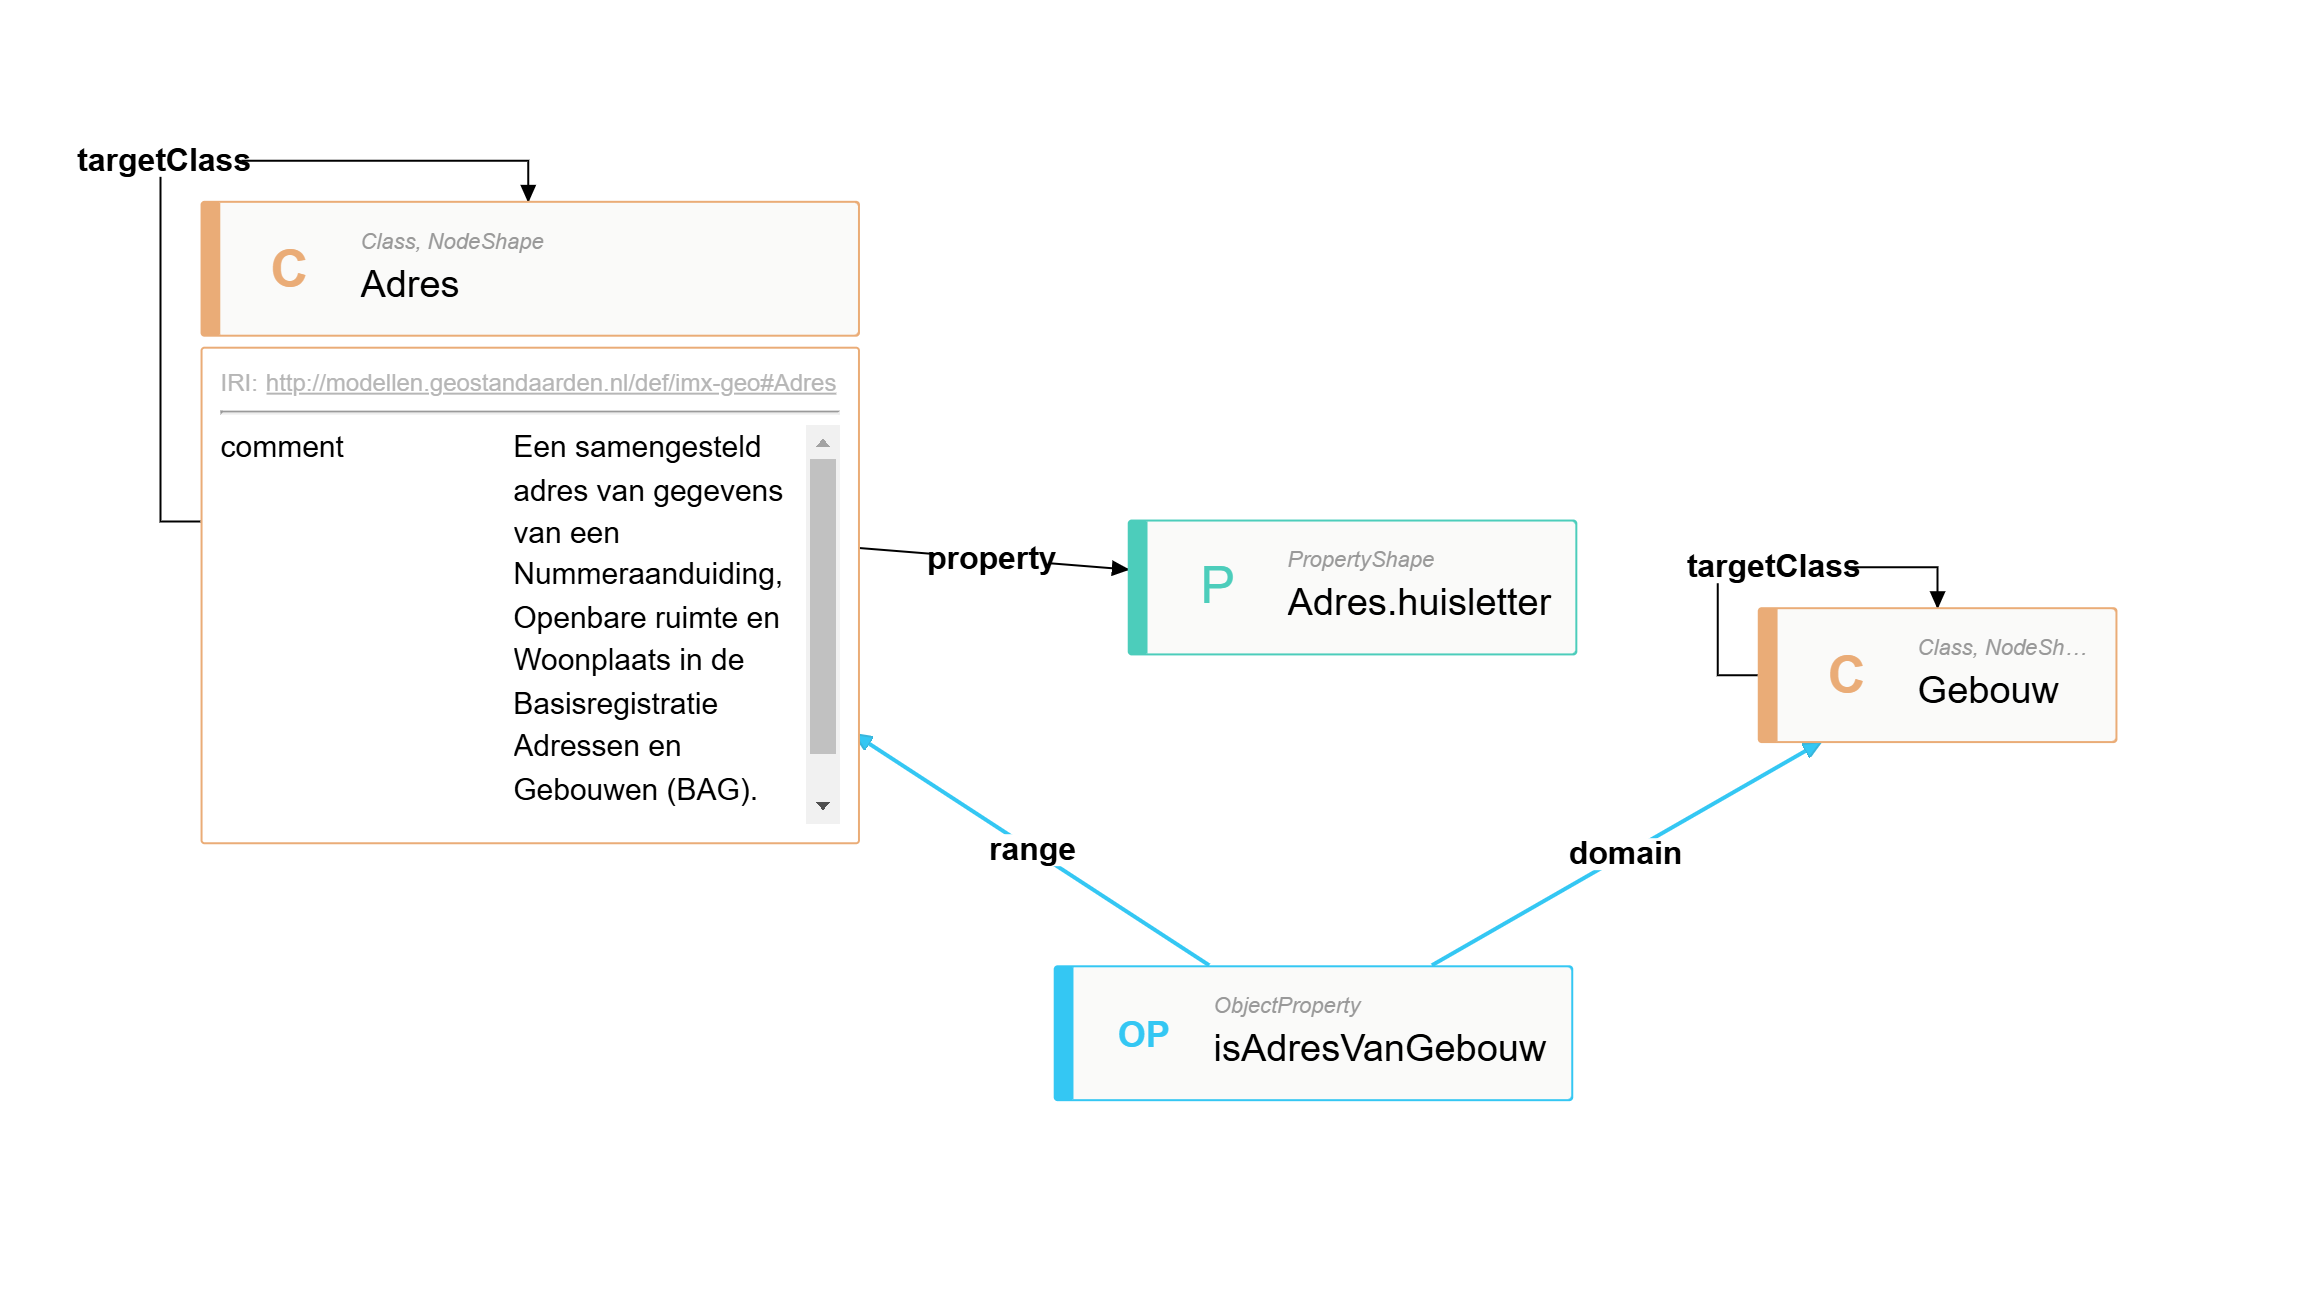 targetClass
Class, NodeShape
C
Adres
IRI: http://modellen.geostandaarden.nl/def/imx-geo#Adres
comment
Een samengesteld
adres van gegevens
van een
Nummeraanduiding,
Openbare ruimte en
Woonplaats in de
Basisregistratie
Adressen en
Gebouwen (BAG).
property
PropertyShape
P
Adres.huisletter
targetClass
Class, NodeSh...
C
Gebouw
range
domain
ObjectProperty
OP
isAdresVanGebouw